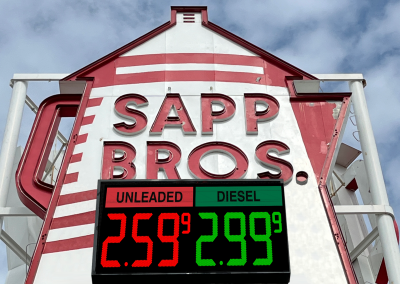 SAPP
BROS.
UNLEADED DIESEL
2.59 9 2.99 9